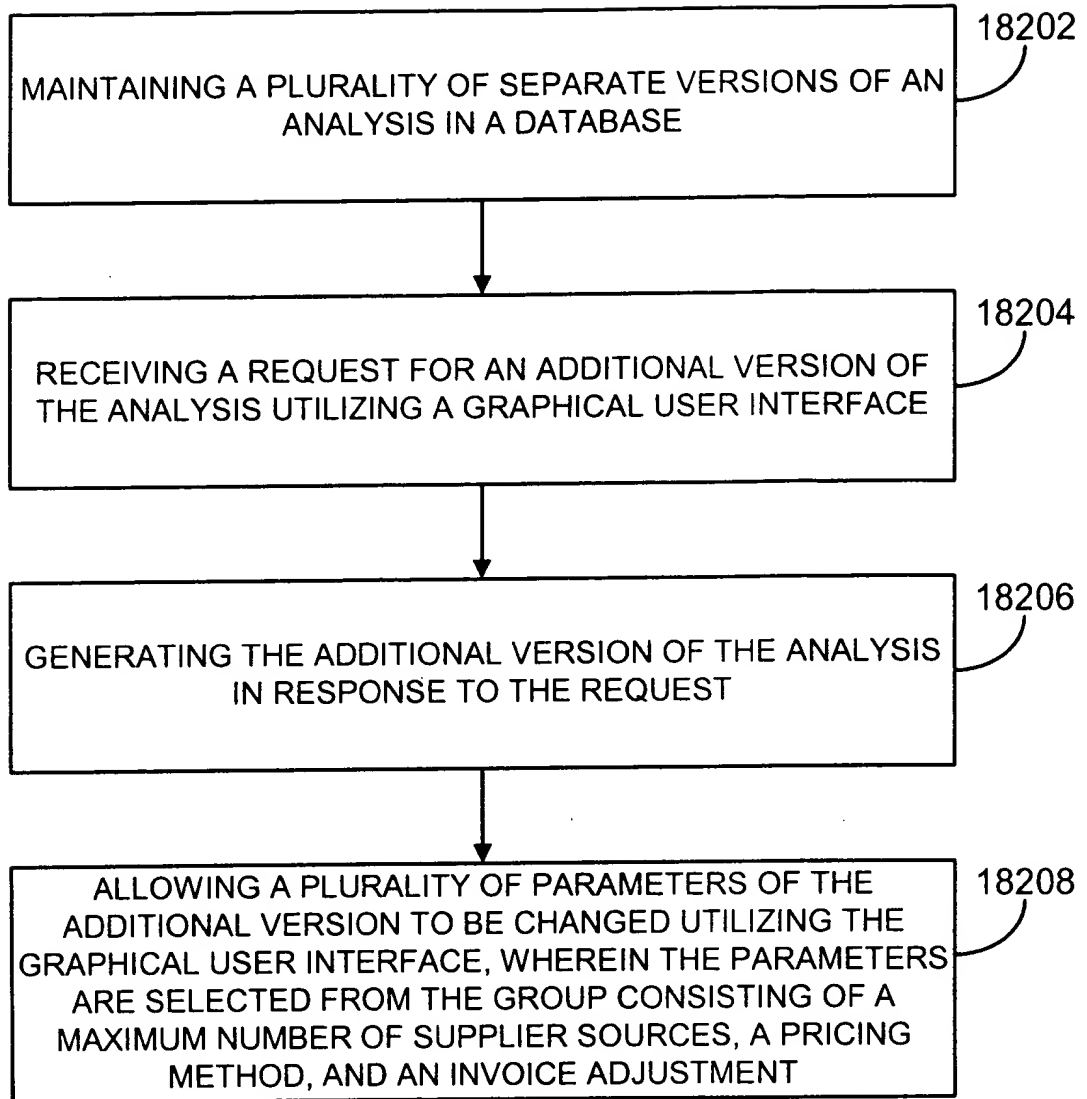 18202
MAINTAINING A PLURALITY OF SEPARATE VERSIONS OF AN
ANALYSIS IN A DATABASE
18204
RECEIVING A REQUEST FOR AN ADDITIONAL VERSION OF
THE ANALYSIS UTILIZING A GRAPHICAL USER INTERFACE
18206
GENERATING THE ADDITIONAL VERSION OF THE ANALYSIS
IN RESPONSE TO THE REQUEST
18208
ALLOWING A PLURALITY OF PARAMETERS OF THE
ADDITIONAL VERSION TO BE CHANGED UTILIZING THE
GRAPHICAL USER INTERFACE, WHEREIN THE PARAMETERS
ARE SELECTED FROM THE GROUP CONSISTING OF A
MAXIMUM NUMBER OF SUPPLIER SOURCES, A PRICING
METHOD, AND AN INVOICE ADJUSTMENT